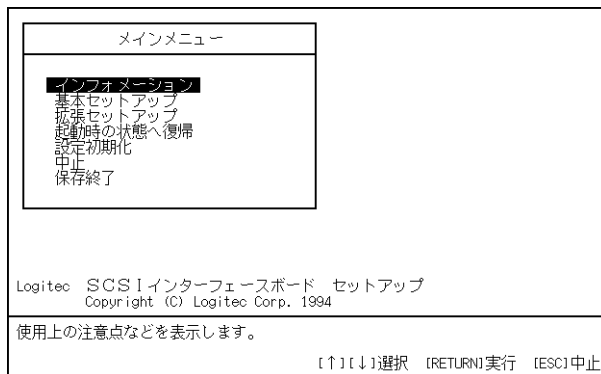 メインメニュー
インフォメーション
基本セットアップ
拡張セットアップ
起動時の状態へ復帰
設定初期化
中止
保存終了
Logitec ＳＣＳＩインターフェースボード セットアップ
Copyright (C) Logitec Corp. 1994
使用上の注意点などを表示します。
[↑][↓]選択 [RETURN]実行 [ESC]中止